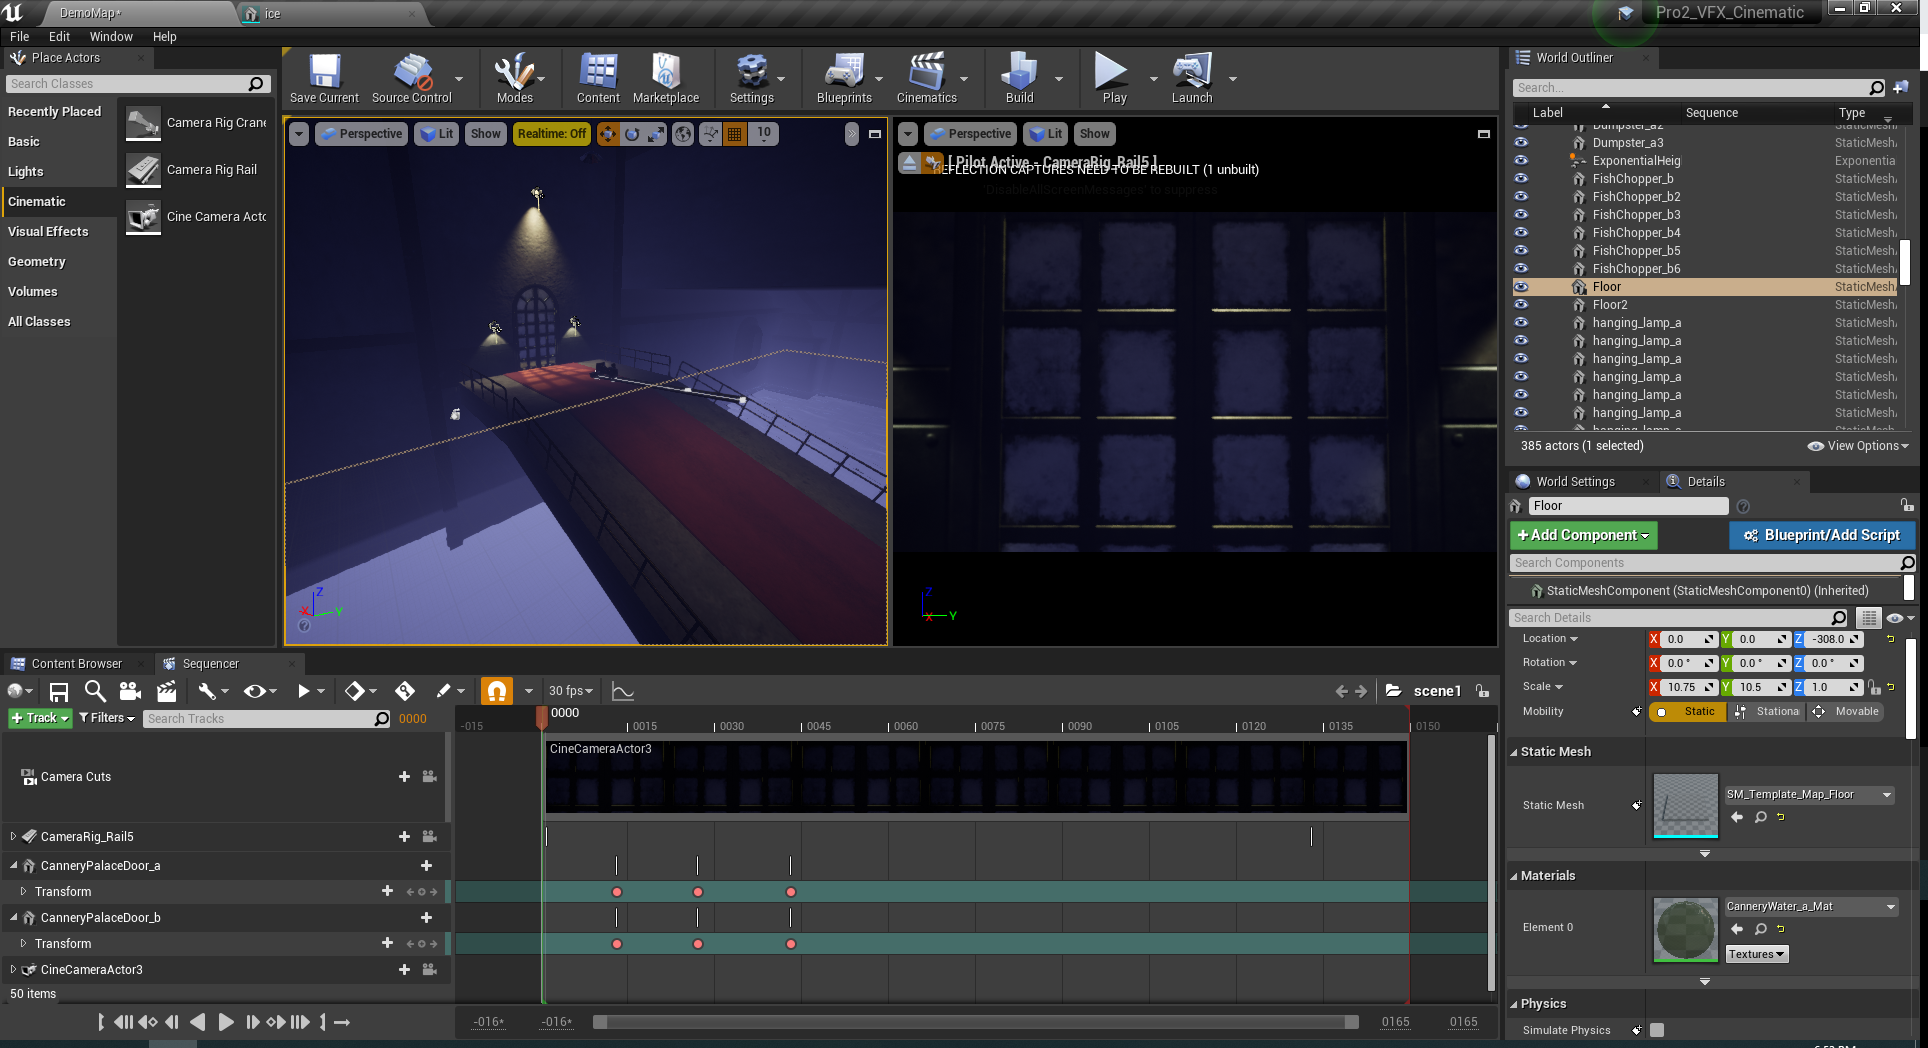 DemoMap*
ice
Pro2_VFX_Cinematic
File
Edit
Window
Help
Place Actors
Search Classes
Recently Placed
Basic
Lights
Cinematic
Visual Effects
Geometry
Volumes
All Classes
Camera Rig Crane
Camera Rig Rail
Cine Camera Acto
Save Current
Source Control
Modes
Content
Marketplace
Settings
Blueprints
Cinematics
Build
Play
Launch
Perspective
Lit
Show
Realtime: Off
10
X
Y
Z
Perspective
Lit
Show
[ Pilot Active - CameraRig_Rail5 ]
EFLECTION CAPTURES NEED TO BE REBUILT (1 unbuilt)
'DisableAllScreenMessages' to suppress
Z
X
Y
World Outliner
Search...
Label
Sequence
Type
Dumpster_a2
StaticMesh
Dumpster_a3
StaticMesh
ExponentialHeig
Exponentia
FishChopper_b
StaticMesh
FishChopper_b2
StaticMesh
FishChopper_b3
StaticMesh
FishChopper_b4
StaticMesh
FishChopper_b5
StaticMesh
FishChopper_b6
StaticMesh
Floor
StaticMesh
Floor2
StaticMesh
hanging_lamp_a
StaticMesh
hanging_lamp_a
StaticMesh
hanging_lamp_a
StaticMesh
hanging_lamp_a
StaticMesh
hanging_lamp_a
StaticMesh
hanging_lamp_a
StaticMesh
385 actors (1 selected)
View Options
World Settings
Details
Floor
Add Component
Blueprint/Add Script
Search Components
StaticMeshComponent (StaticMeshComponent0) (Inherited)
Search Details
Location
X 0.0
Y 0.0
Z -308.0
Rotation
X 0.0 °
Y 0.0 °
Z 0.0 °
Scale
X 10.75
Y 10.5
Z 1.0
Mobility
Static
Stationa
Movable
Static Mesh
Static Mesh
SM_Template_Map_Floor
Materials
Element 0
CanneryWater_a_Mat
Textures
Physics
Simulate Physics
Content Browser
Sequencer
30 fps
scene1
+ Track
Filters
Search Tracks
0000
-015
0000
0015
0030
0045
0060
0075
0090
0105
0120
0135
0150
Camera Cuts
CineCameraActor3
CameraRig_Rail5
CanneryPalaceDoor_a
Transform
CanneryPalaceDoor_b
Transform
CineCameraActor3
50 items
-016*
-016*
0165
0165